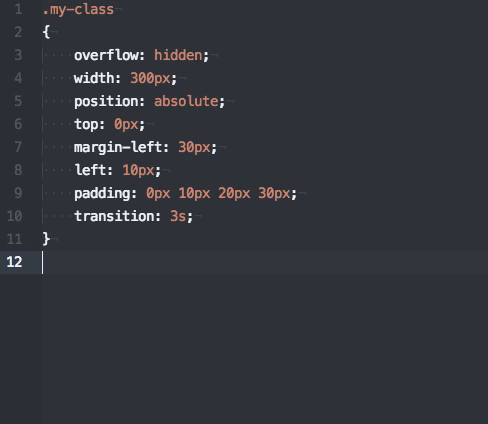 1 .my-class
2 {
3 overflow: hidden;
4 width: 300px;
5 position: absolute;
6 top: 0px;
7 margin-left: 30px;
8 left: 10px;
9 padding: 0px 10px 20px 30px;
10 transition: 3s;
11 }
12